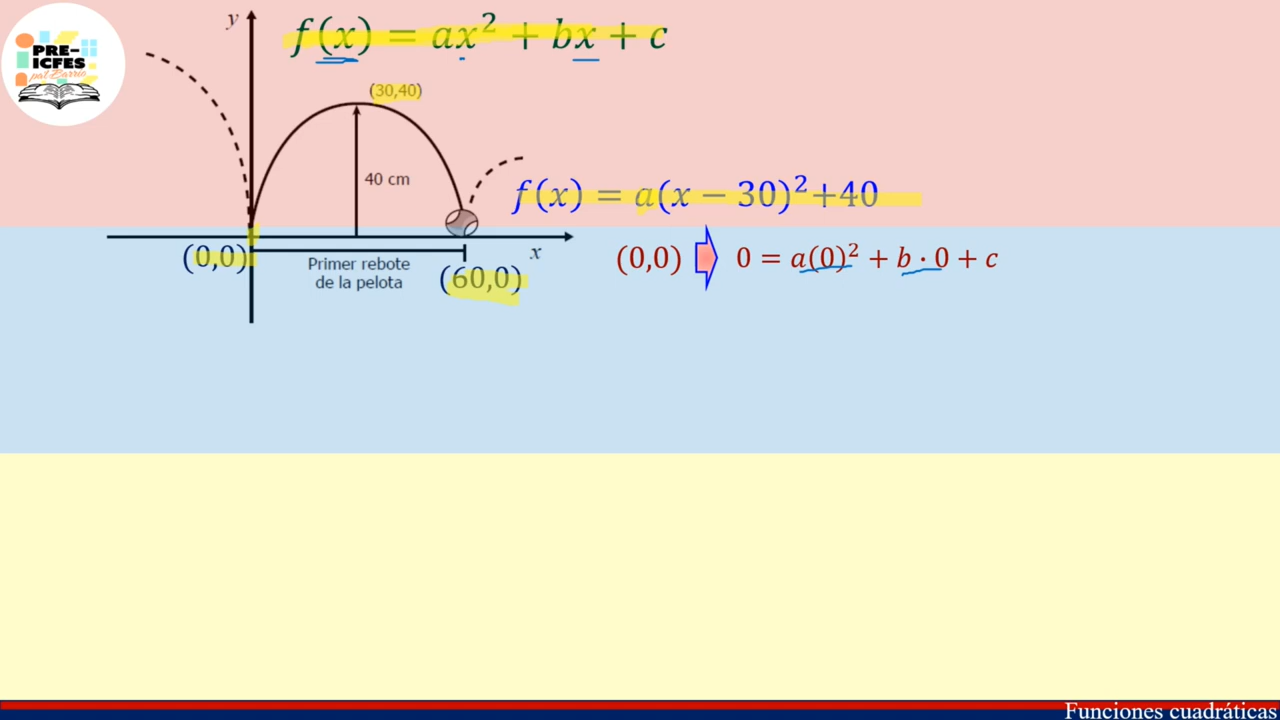 PRE-
ICFES
pal Barrio
y
f(x) = ax² + bx + c
(30,40)
40 cm
f(x) = a(x − 30)²+40
(0,0)
x
Primer rebote
de la pelota
(60,0)
(0,0) 0 = a(0)² + b · 0 + c
Funciones cuadráticas